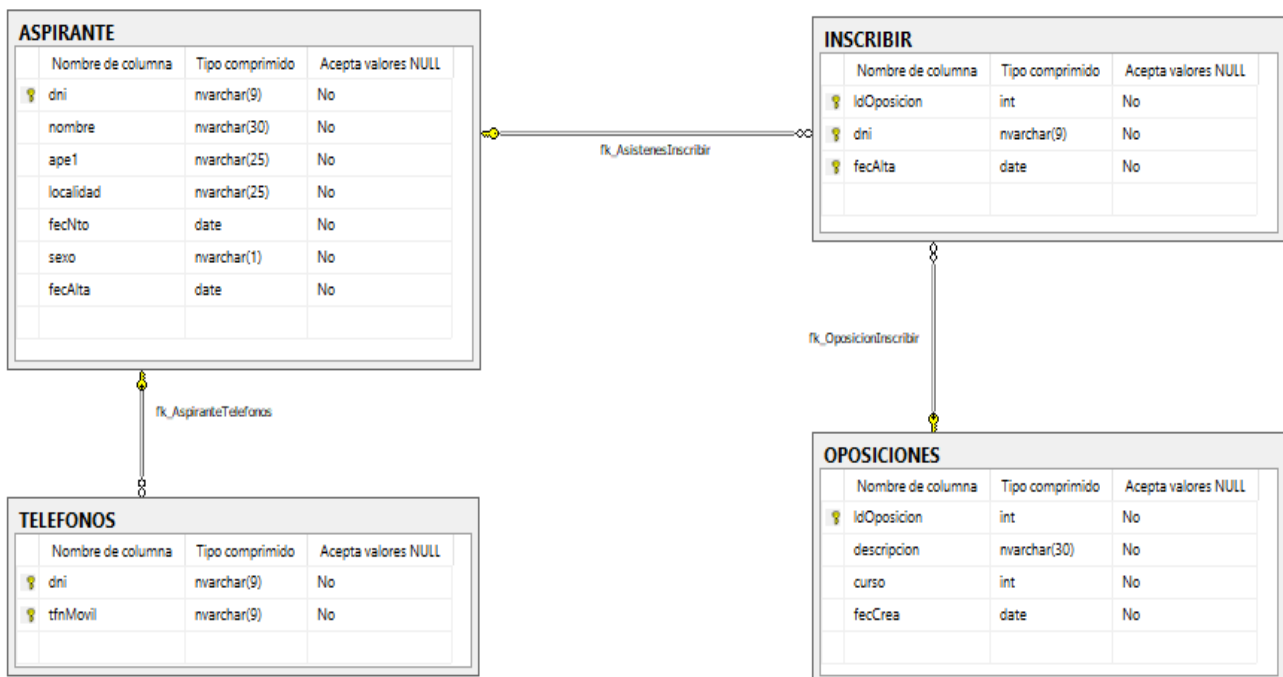 ASPIRANTE
Nombre de columna Tipo comprimido Acepta valores NULL
dni nvarchar(9) No
nombre nvarchar(30) No
ape1 nvarchar(25) No
localidad nvarchar(25) No
fecNto date No
sexo nvarchar(1) No
fecAlta date No
fk_AsistenesInscribir
INSCRIBIR
Nombre de columna Tipo comprimido Acepta valores NULL
IdOposicion int No
dni nvarchar(9) No
fecAlta date No
fk_AspiranteTelefonos
fk_OposicionInscribir
TELEFONOS
Nombre de columna Tipo comprimido Acepta valores NULL
dni nvarchar(9) No
tfnMovil nvarchar(9) No
OPOSICIONES
Nombre de columna Tipo comprimido Acepta valores NULL
IdOposicion int No
descripcion nvarchar(30) No
curso int No
fecCrea date No